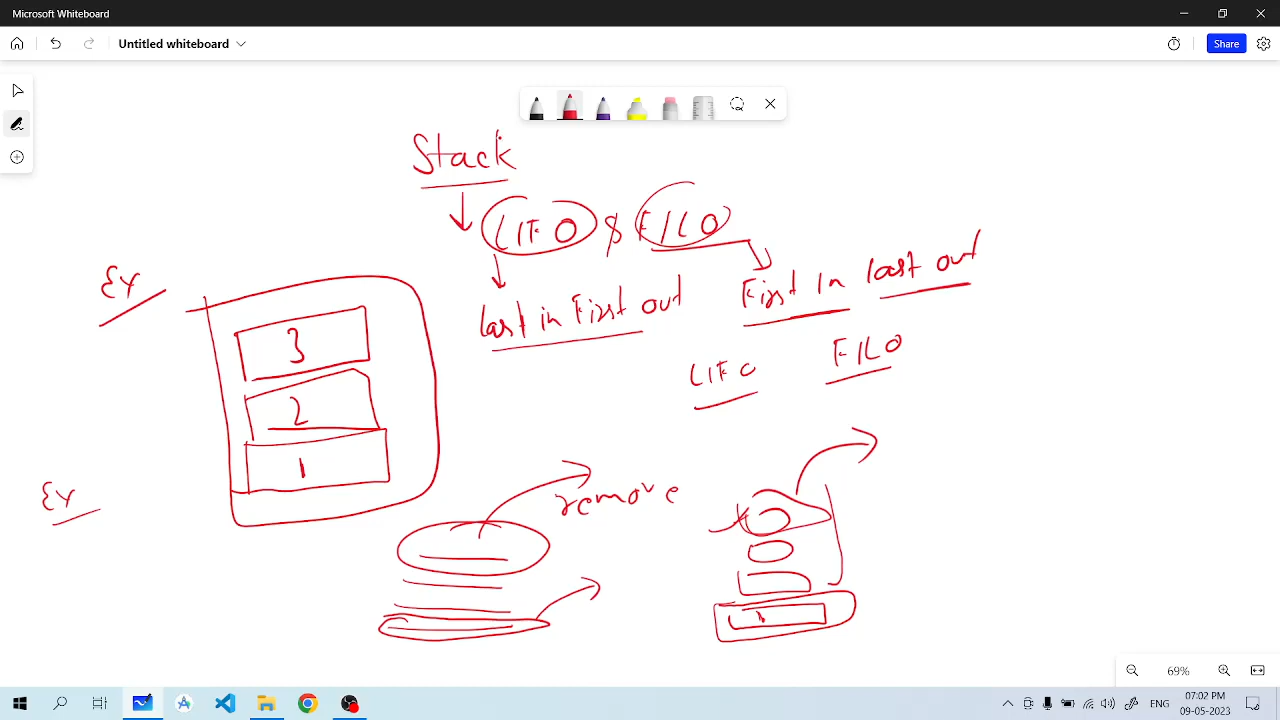 Microsoft Whiteboard
Untitled whiteboard
Share
Stack
LIFO & FILO
Last in First out
First in last out
LIFO FILO
EX
3
2
1
EX
remove
1
69%
ENG
07:02 PM
09-05-2023